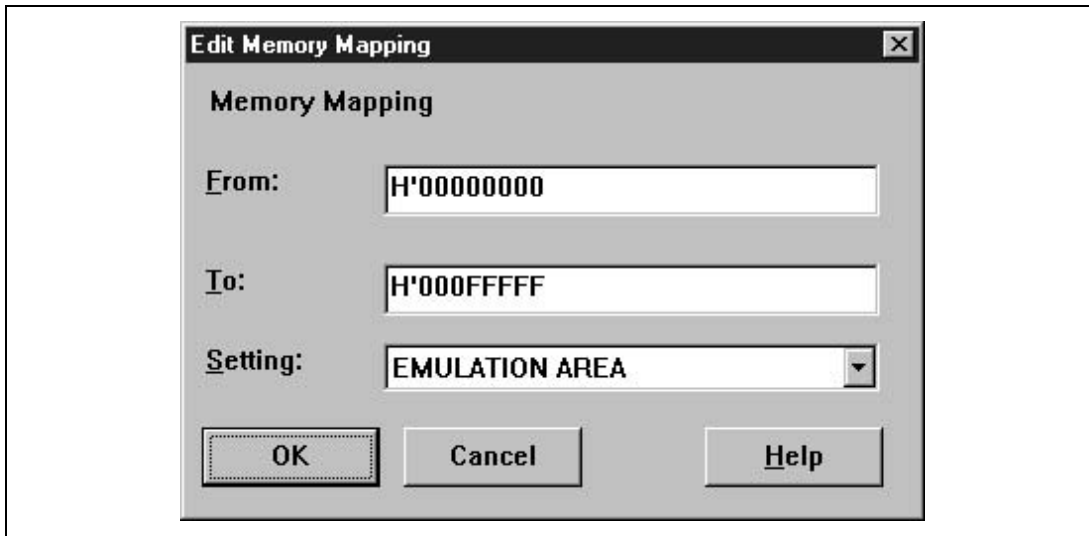 Edit Memory Mapping
Memory Mapping
From: H'00000000
To: H'000FFFFF
Setting: EMULATION AREA
OK Cancel Help